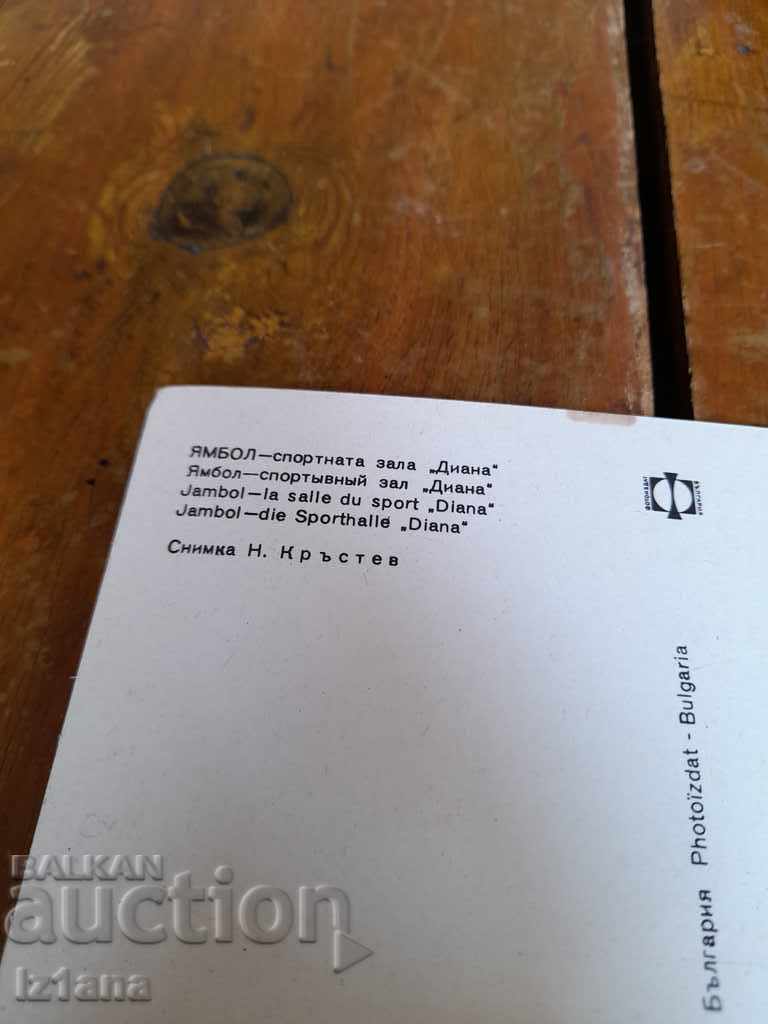 ЯМБОЛ—спортната зала „Диана“
Ямбол—спортывный зал „Диана“
Jambol—la salle du sport „Diana“
Jambol—die Sporthalle „Diana“
Снимка Н. Кръстев
България Photoïzdat - Bulgaria
BALKAN
auction
Iz1ana